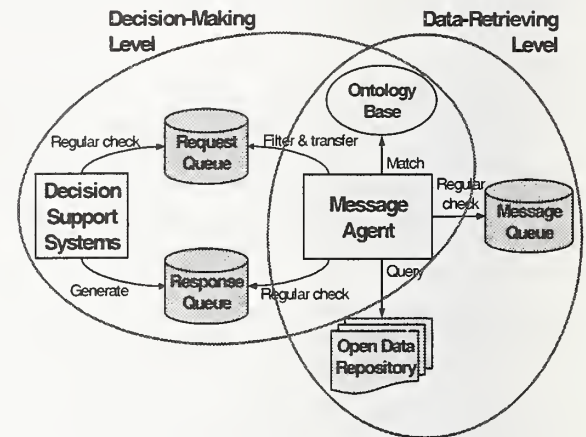 Decision-Making
Level
Data-Retrieving
Level
Ontology
Base
Regular check
Request
Queue
Filter & transfer
Match
Decision
Support
Systems
Message
Agent
Regular
check
Message
Queue
Generate
Response
Queue
Regular check
Query
Open Data
Repository